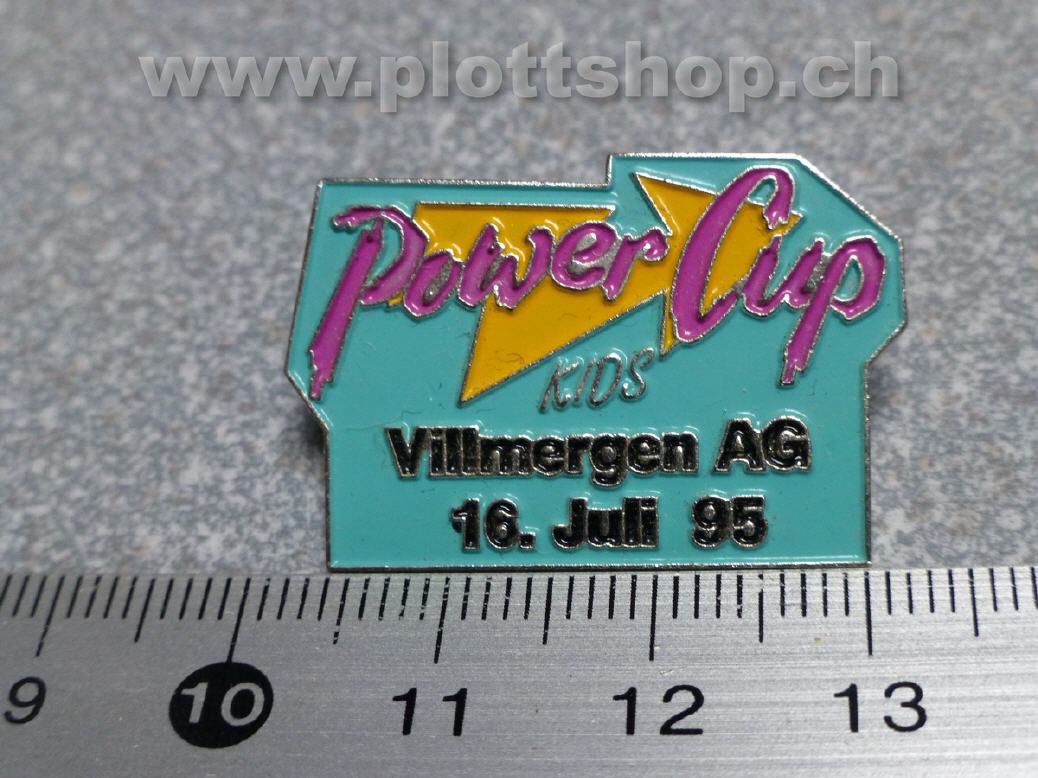 www.plottshop.ch
Power Cup
KIDS
Villmergen AG
16. Juli 95
9 10 11 12 13